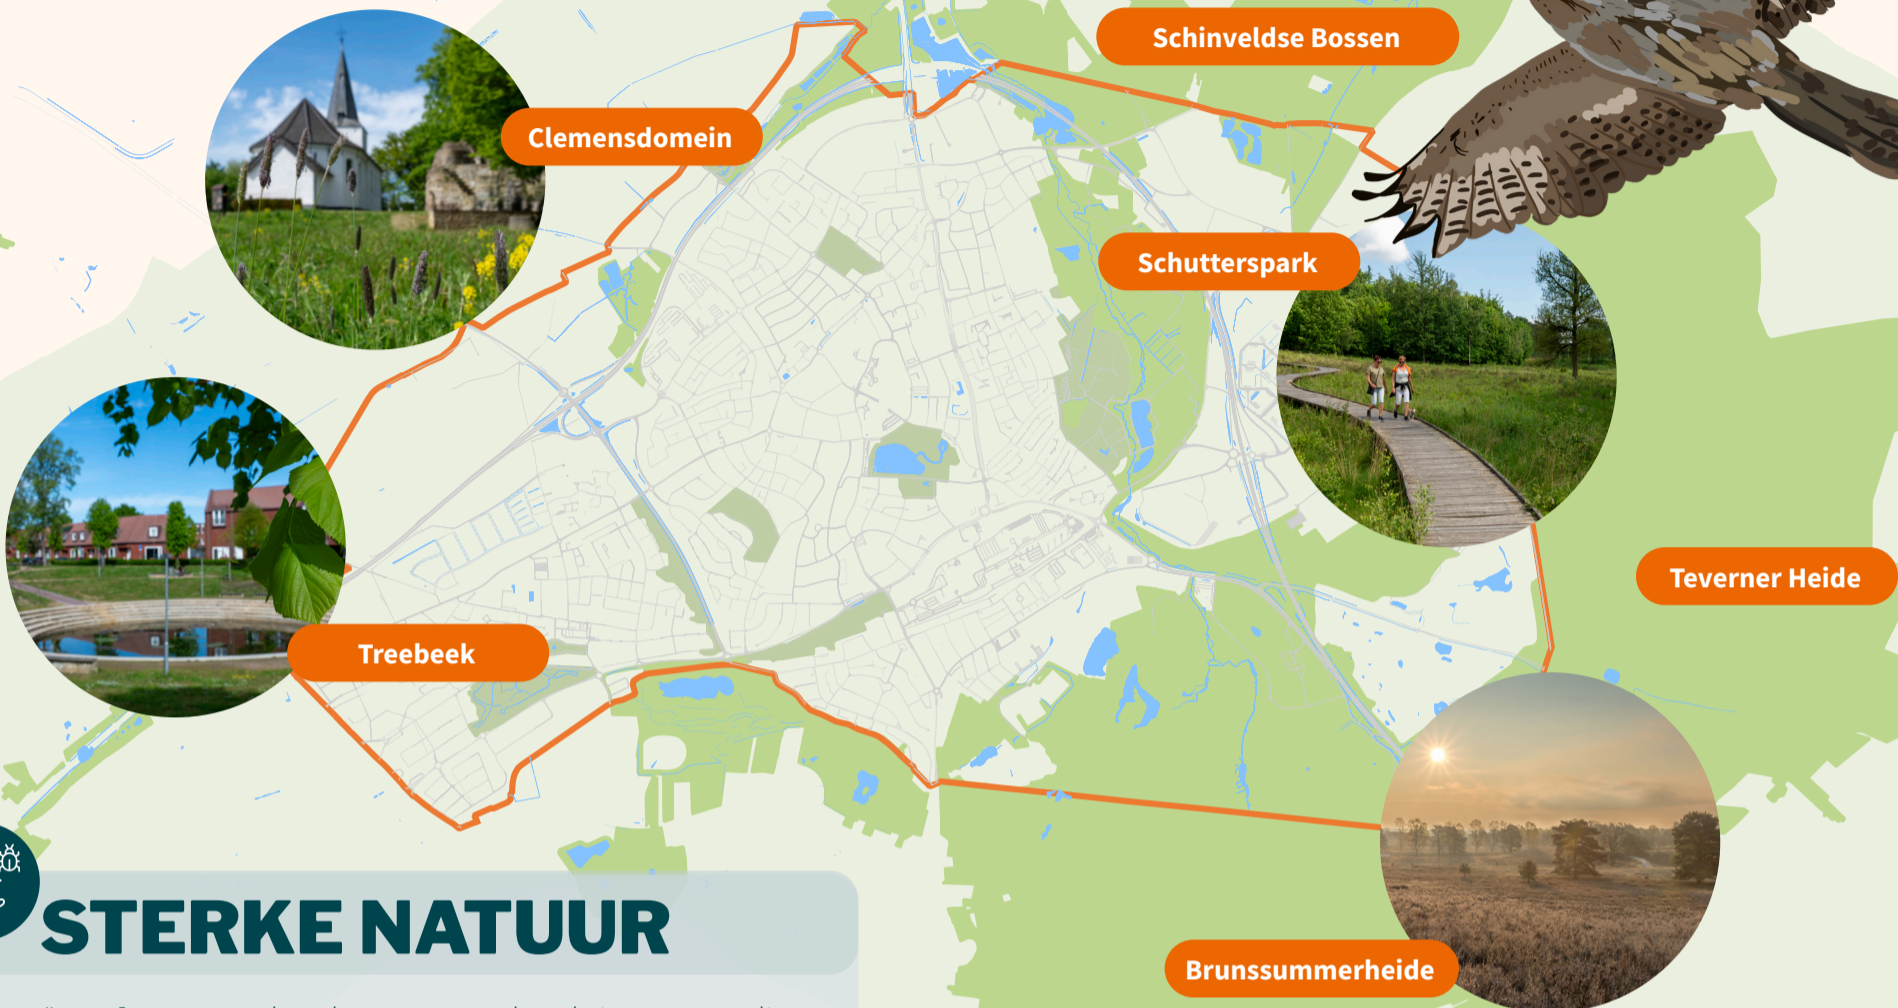 Schinveldse Bossen
Clemensdomein
Schutterspark
Teverner Heide
Treebeek
STERKE NATUUR
Brunssummerheide